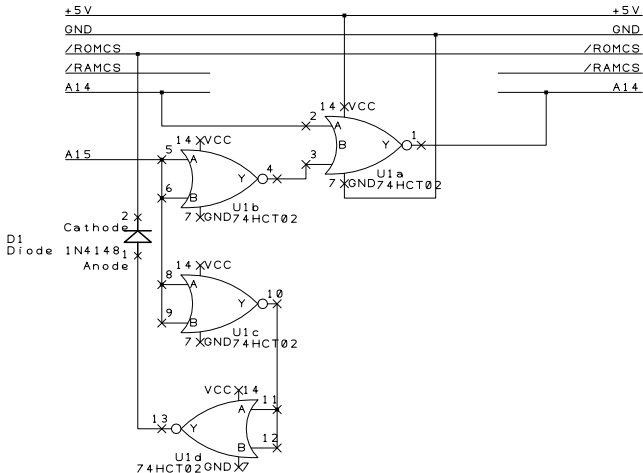 +5V +5V
GND GND
/ROMCS /ROMCS
/RAMCS /RAMCS
A14 A14
14 VCC
2 A 1
B Y
3
7 GND U1a
74HCT02
A15
14 VCC
5 A 4
Y
6 B
7 GND U1b
74HCT02
2
Cathode
D1
Diode 1N4148
1
Anode
14 VCC
8 A 10
Y
9 B
7 GND U1c
74HCT02
VCC 14
A 11
13 Y
B 12
U1d
74HCT02 GND 7